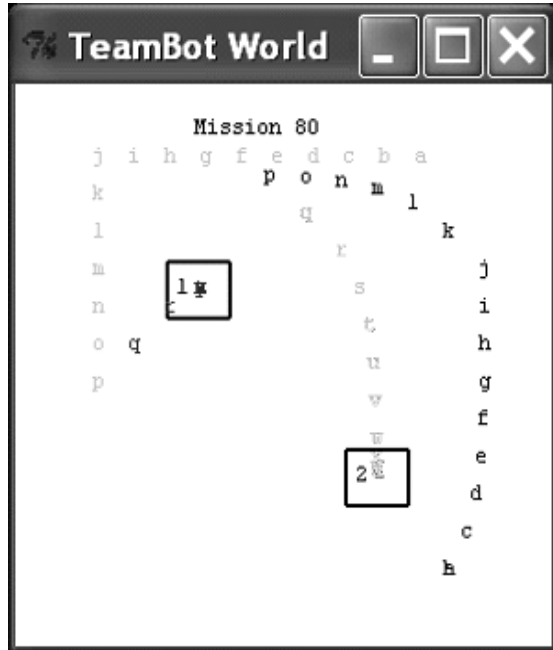 TeamBot World
Mission 80
j i h g f e d c b a
p o n m
k l
q
l k
r
m j
1 s
n r i
t
o q h
u
p g
v
f
w
e
2
d
c